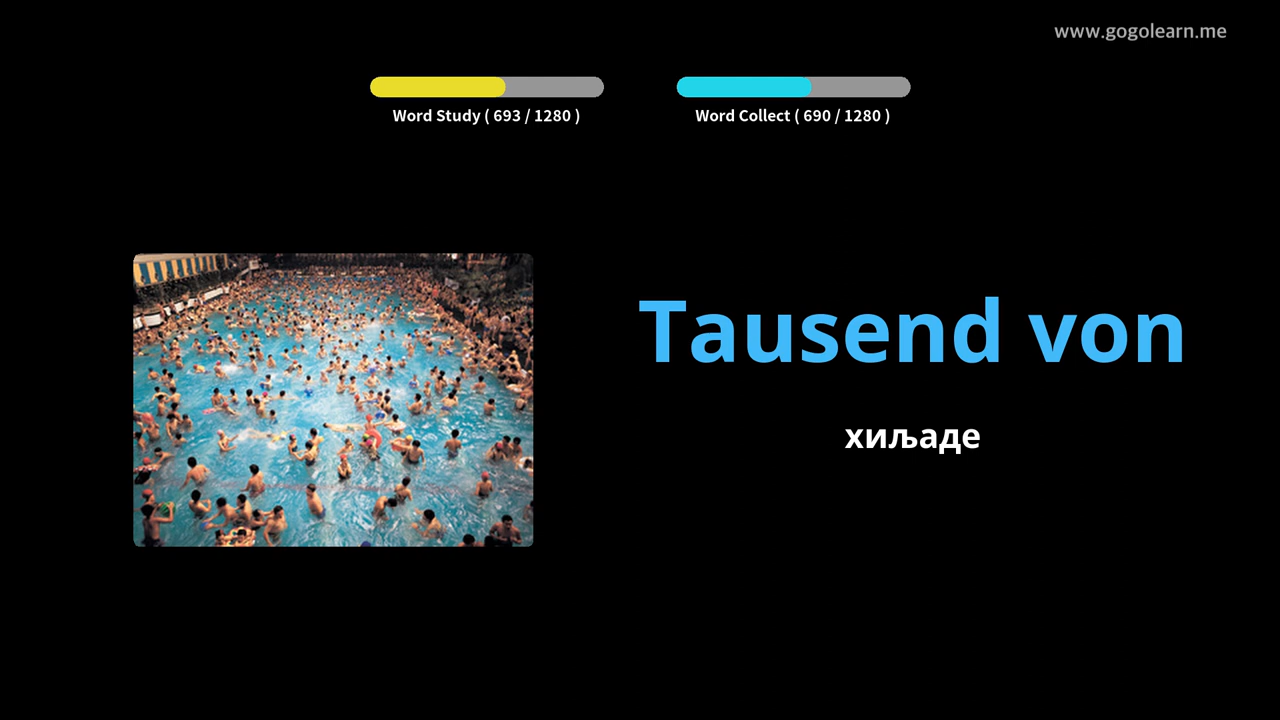 www.gogolearn.me
Word Study ( 693 / 1280 )
Word Collect ( 690 / 1280 )
Tausend von
хиљаде